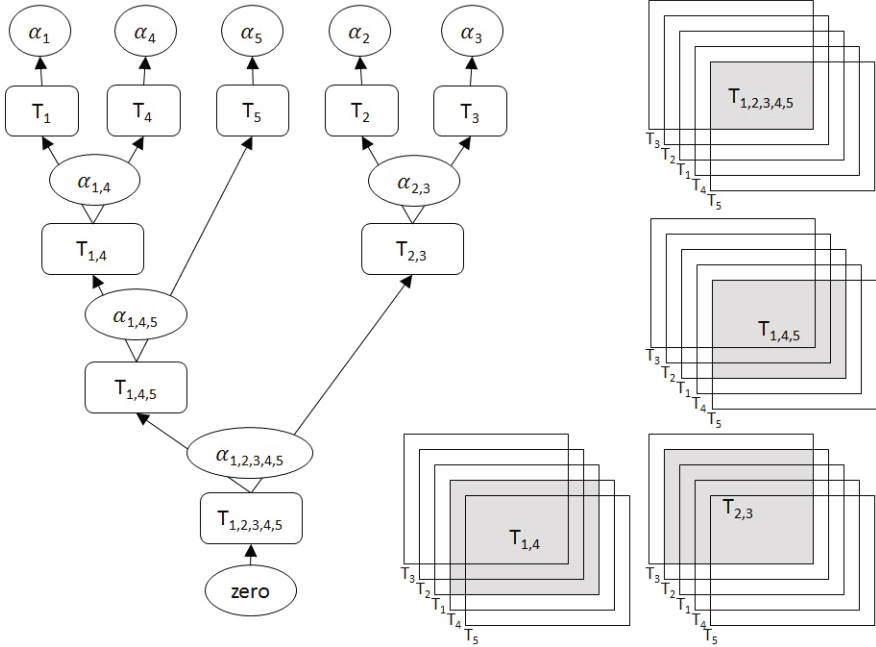 α1 α4 α5 α2 α3
T1 T4 T5 T2 T3
α1,4 α2,3
T1,4 T2,3
α1,4,5
T1,4,5
α1,2,3,4,5
T1,2,3,4,5
zero
T1,2,3,4,5
T3
T2
T1
T4
T5
T1,4,5
T3
T2
T1
T4
T5
T1,4
T3
T2
T1
T4
T5
T2,3
T3
T2
T1
T4
T5